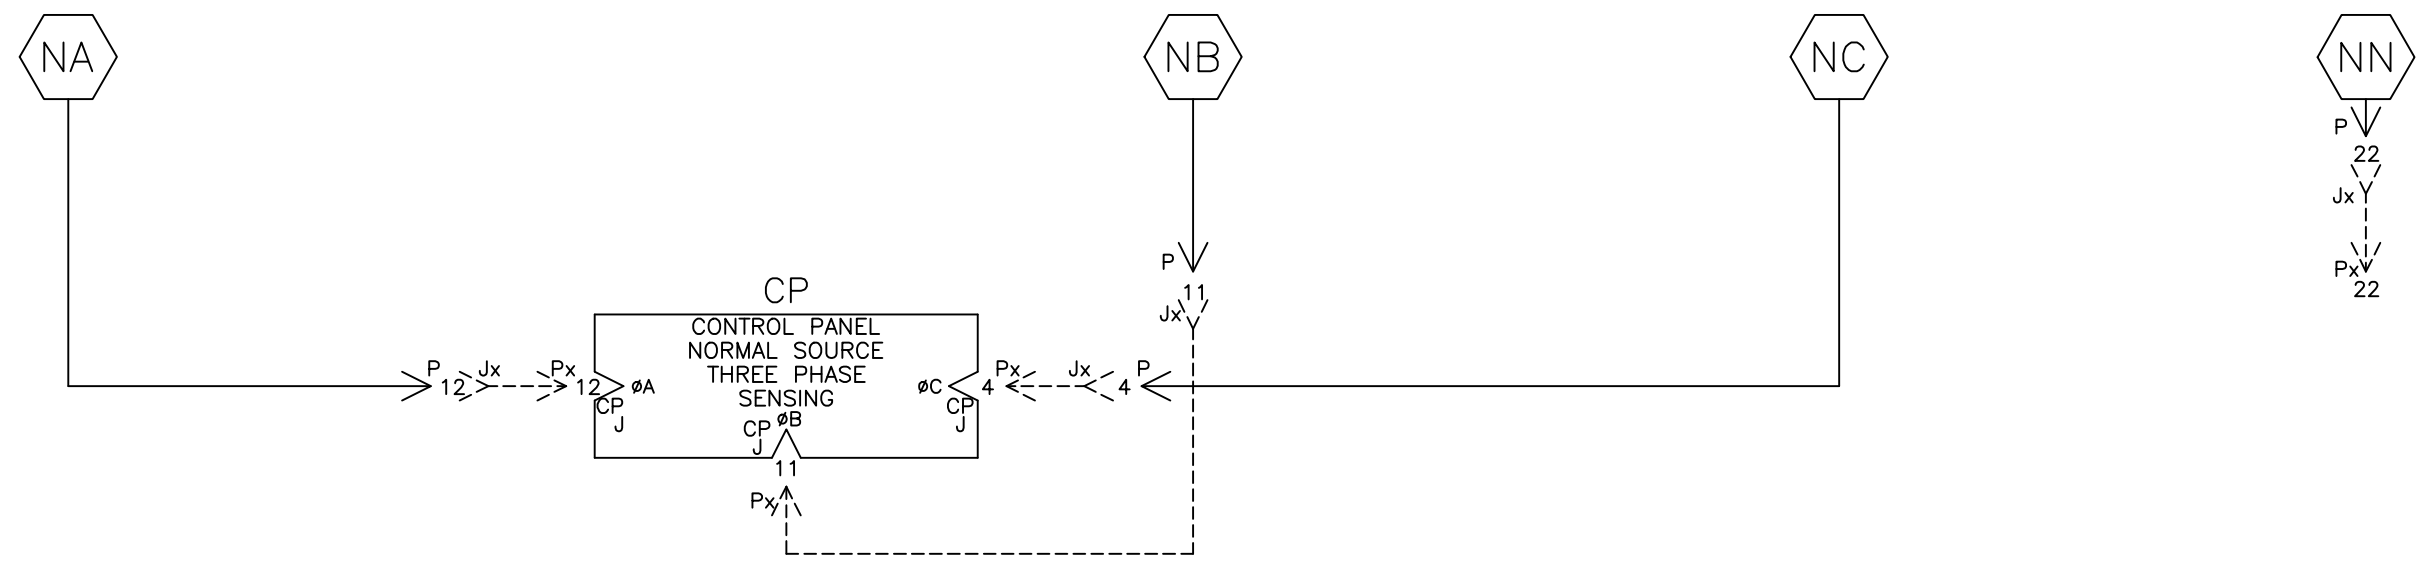 NA
NB
NC
NN
P
22
Jx
Px
22
P
11
Jx
CP
CONTROL PANEL
NORMAL SOURCE
THREE PHASE
SENSING
P
12
Jx
Px
12
øA
CP
J
øB
CP
J
11
Px
øC
CP
J
4
Px
Jx
4
P